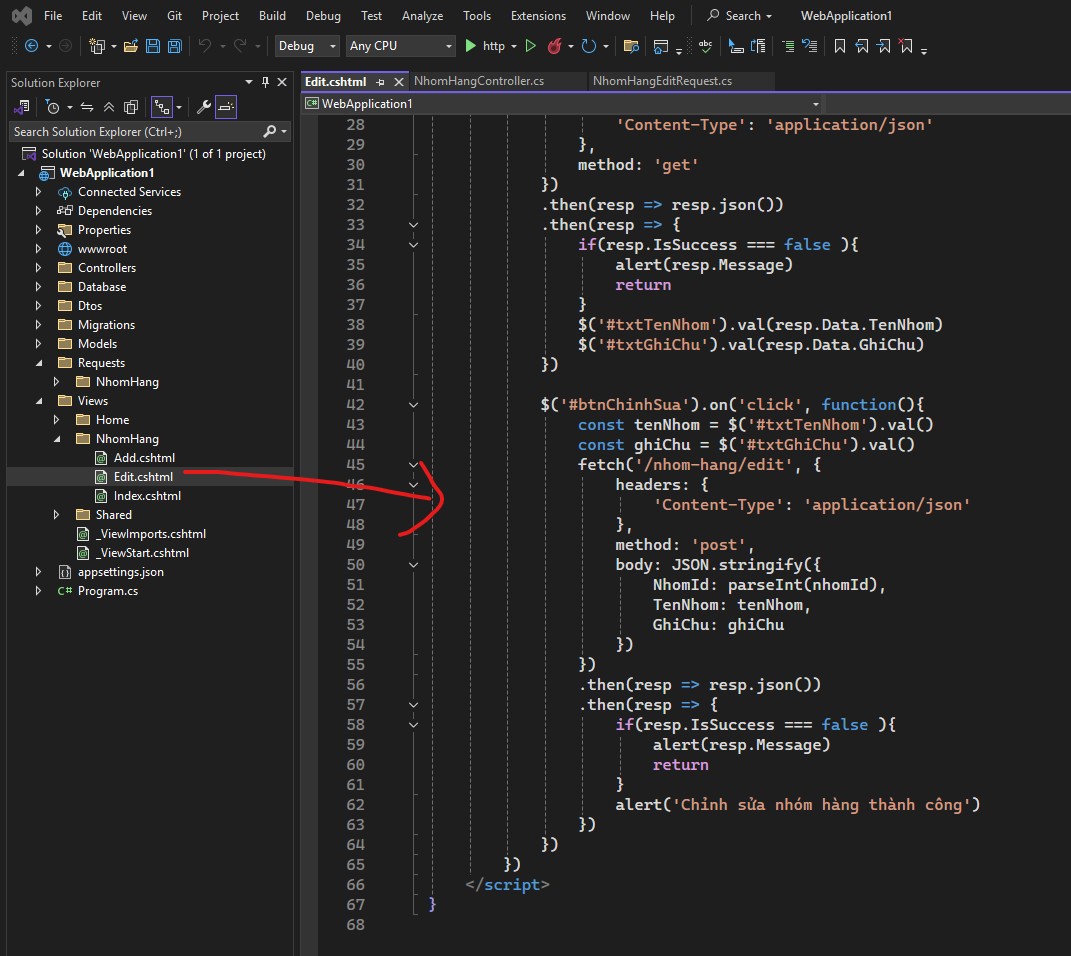 File Edit View Git Project Build Debug Test Analyze Tools Extensions Window Help Search WebApplication1
Debug Any CPU http
Solution Explorer
Search Solution Explorer (Ctrl+;)
Solution 'WebApplication1' (1 of 1 project)
WebApplication1
Connected Services
Dependencies
Properties
wwwroot
Controllers
Database
Dtos
Migrations
Models
Requests
NhomHang
Views
Home
NhomHang
Add.cshtml
Edit.cshtml
Index.cshtml
Shared
_ViewImports.cshtml
_ViewStart.cshtml
appsettings.json
C# Program.cs
Edit.cshtml NhomHangController.cs NhomHangEditRequest.cs
C# WebApplication1
28 'Content-Type': 'application/json'
29 },
30 method: 'get'
31 })
32 .then(resp => resp.json())
33 .then(resp => {
34 if(resp.IsSuccess === false ){
35 alert(resp.Message)
36 return
37 }
38 $('#txtTenNhom').val(resp.Data.TenNhom)
39 $('#txtGhiChu').val(resp.Data.GhiChu)
40 })
41
42 $('#btnChinhSua').on('click', function(){
43 const tenNhom = $('#txtTenNhom').val()
44 const ghiChu = $('#txtGhiChu').val()
45 fetch('/nhom-hang/edit', {
46 headers: {
47 'Content-Type': 'application/json'
48 },
49 method: 'post',
50 body: JSON.stringify({
51 NhomId: parseInt(nhomId),
52 TenNhom: tenNhom,
53 GhiChu: ghiChu
54 })
55 })
56 .then(resp => resp.json())
57 .then(resp => {
58 if(resp.IsSuccess === false ){
59 alert(resp.Message)
60 return
61 }
62 alert('Chỉnh sửa nhóm hàng thành công')
63 })
64 })
65 })
66 </script>
67 }
68